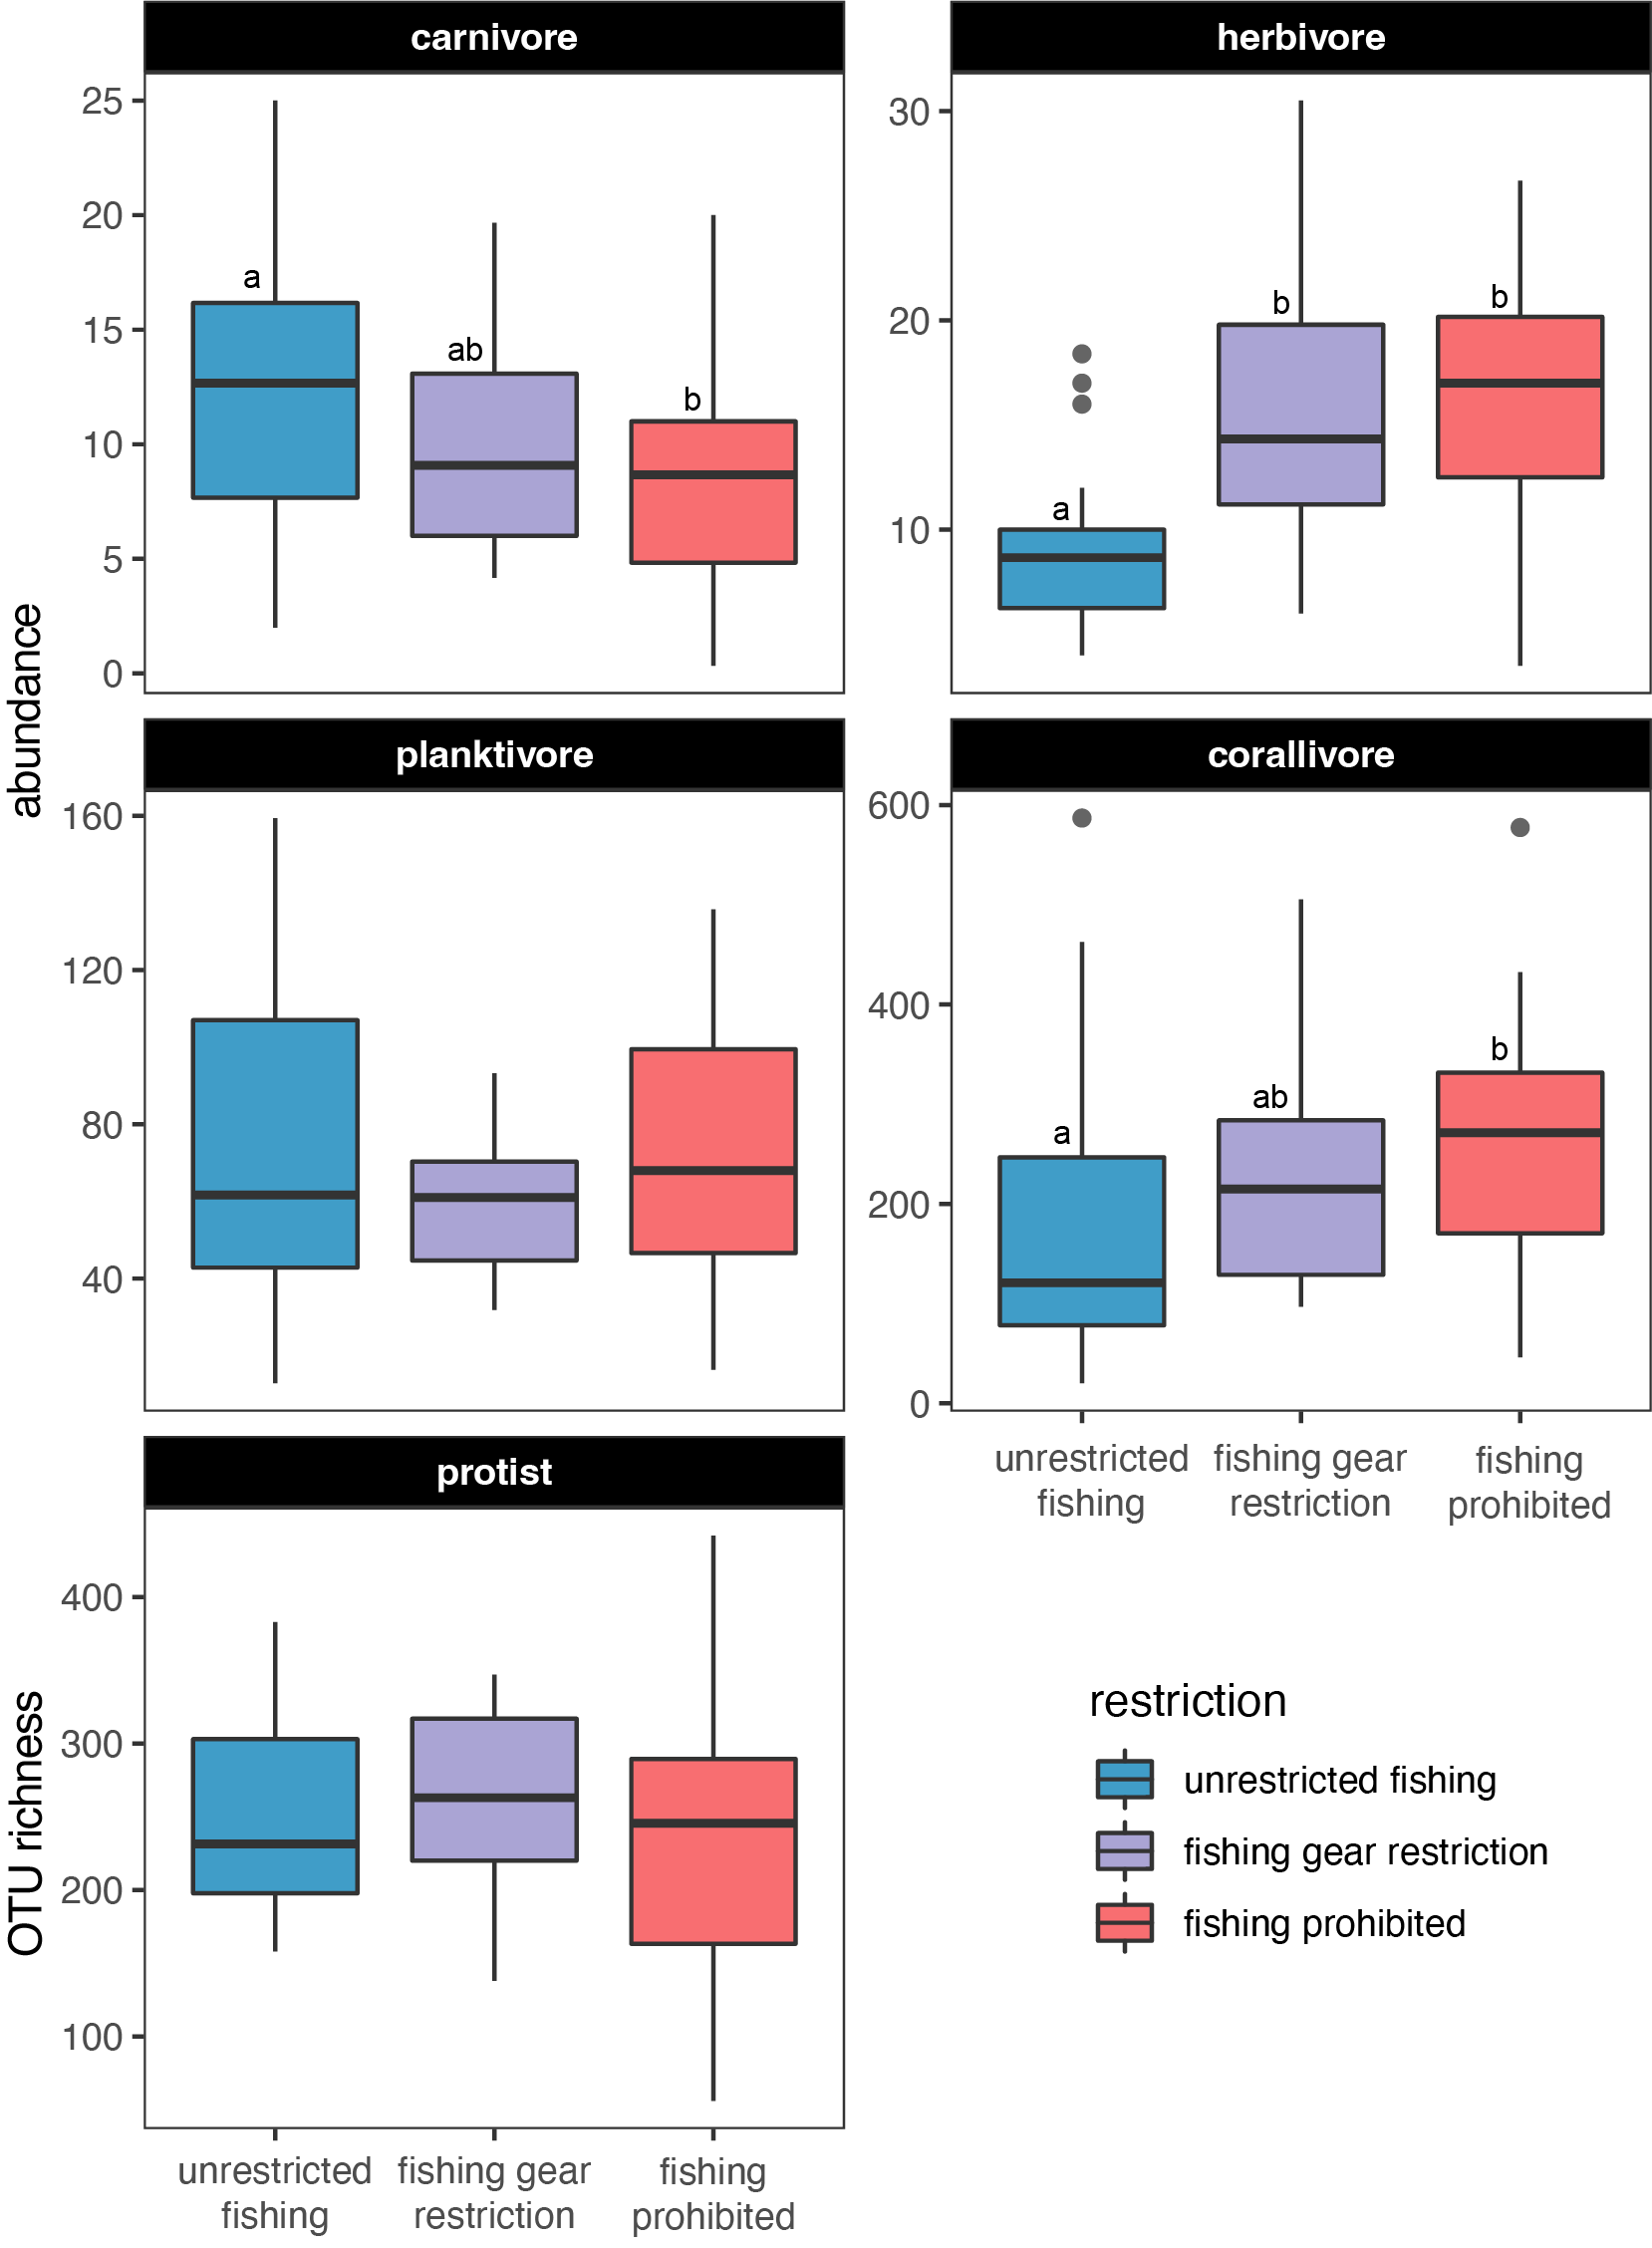 carnivore
herbivore
25
20
15
10
5
0
a
ab
b
30
20
10
a
b
b
abundance
planktivore
corallivore
160
120
80
40
600
400
200
0
a
ab
b
unrestricted
fishing
fishing gear
restriction
fishing
prohibited
protist
OTU richness
400
300
200
100
unrestricted
fishing
fishing gear
restriction
fishing
prohibited
restriction
unrestricted fishing
fishing gear restriction
fishing prohibited